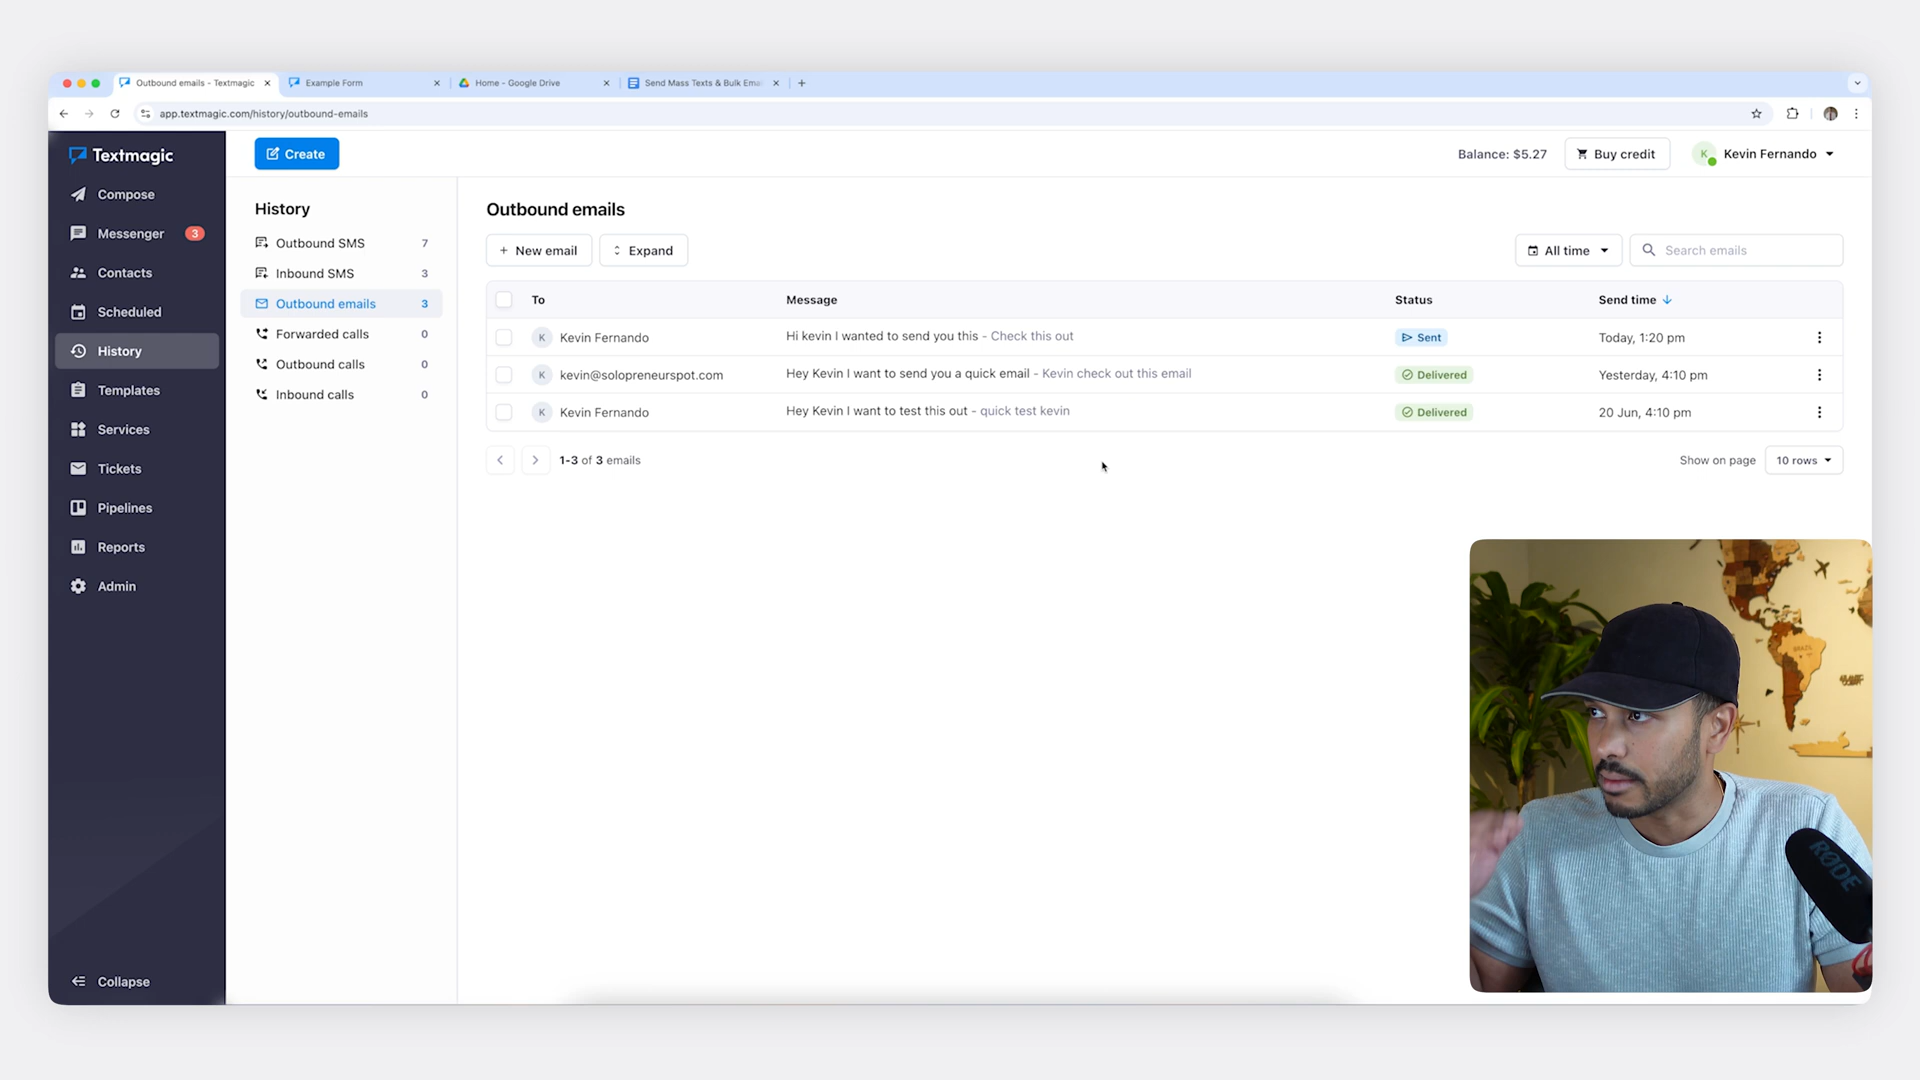 Outbound emails - Textmagic
Example Form
Home - Google Drive
Send Mass Texts & Bulk Ema
app.textmagic.com/history/outbound-emails
Textmagic
Create
Balance: $5.27
Buy credit
K
Kevin Fernando
Compose
Messenger 3
Contacts
Scheduled
History
Templates
Services
Tickets
Pipelines
Reports
Admin
Collapse
History
Outbound SMS 7
Inbound SMS 3
Outbound emails 3
Forwarded calls 0
Outbound calls 0
Inbound calls 0
Outbound emails
+ New email
Expand
All time
Search emails
To Message Status Send time
K Kevin Fernando Hi kevin I wanted to send you this - Check this out Sent Today, 1:20 pm
K kevin@solopreneurspot.com Hey Kevin I want to send you a quick email - Kevin check out this email Delivered Yesterday, 4:10 pm
K Kevin Fernando Hey Kevin I want to test this out - quick test kevin Delivered 20 Jun, 4:10 pm
1-3 of 3 emails
Show on page 10 rows
BRAZIL
RØDE